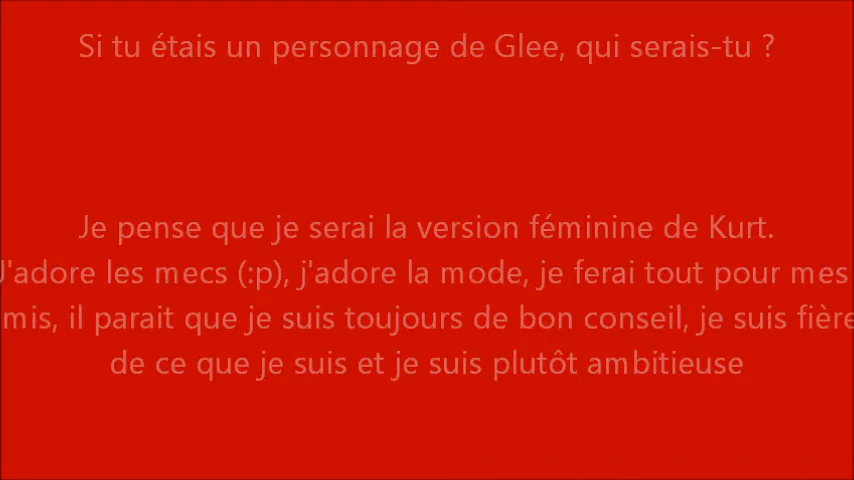 Si tu étais un personnage de Glee, qui serais-tu ?
Je pense que je serai la version féminine de Kurt.
J'adore les mecs (:p), j'adore la mode, je ferai tout pour mes
mis, il parait que je suis toujours de bon conseil, je suis fière
de ce que je suis et je suis plutôt ambitieuse